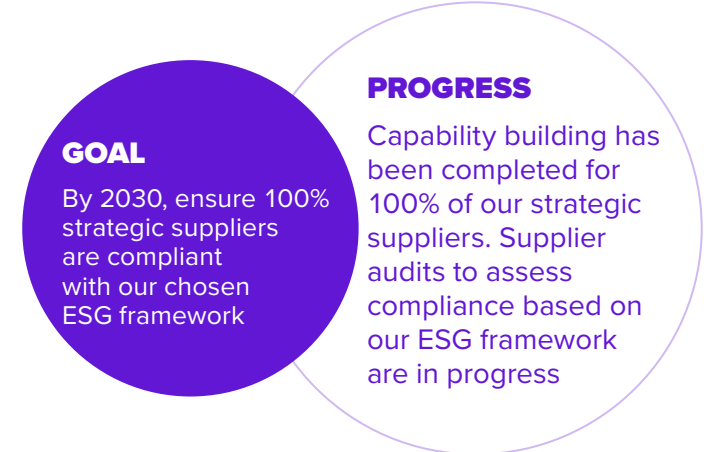 GOAL
By 2030, ensure 100%
strategic suppliers
are compliant
with our chosen
ESG framework
PROGRESS
Capability building has
been completed for
100% of our strategic
suppliers. Supplier
audits to assess
compliance based on
our ESG framework
are in progress